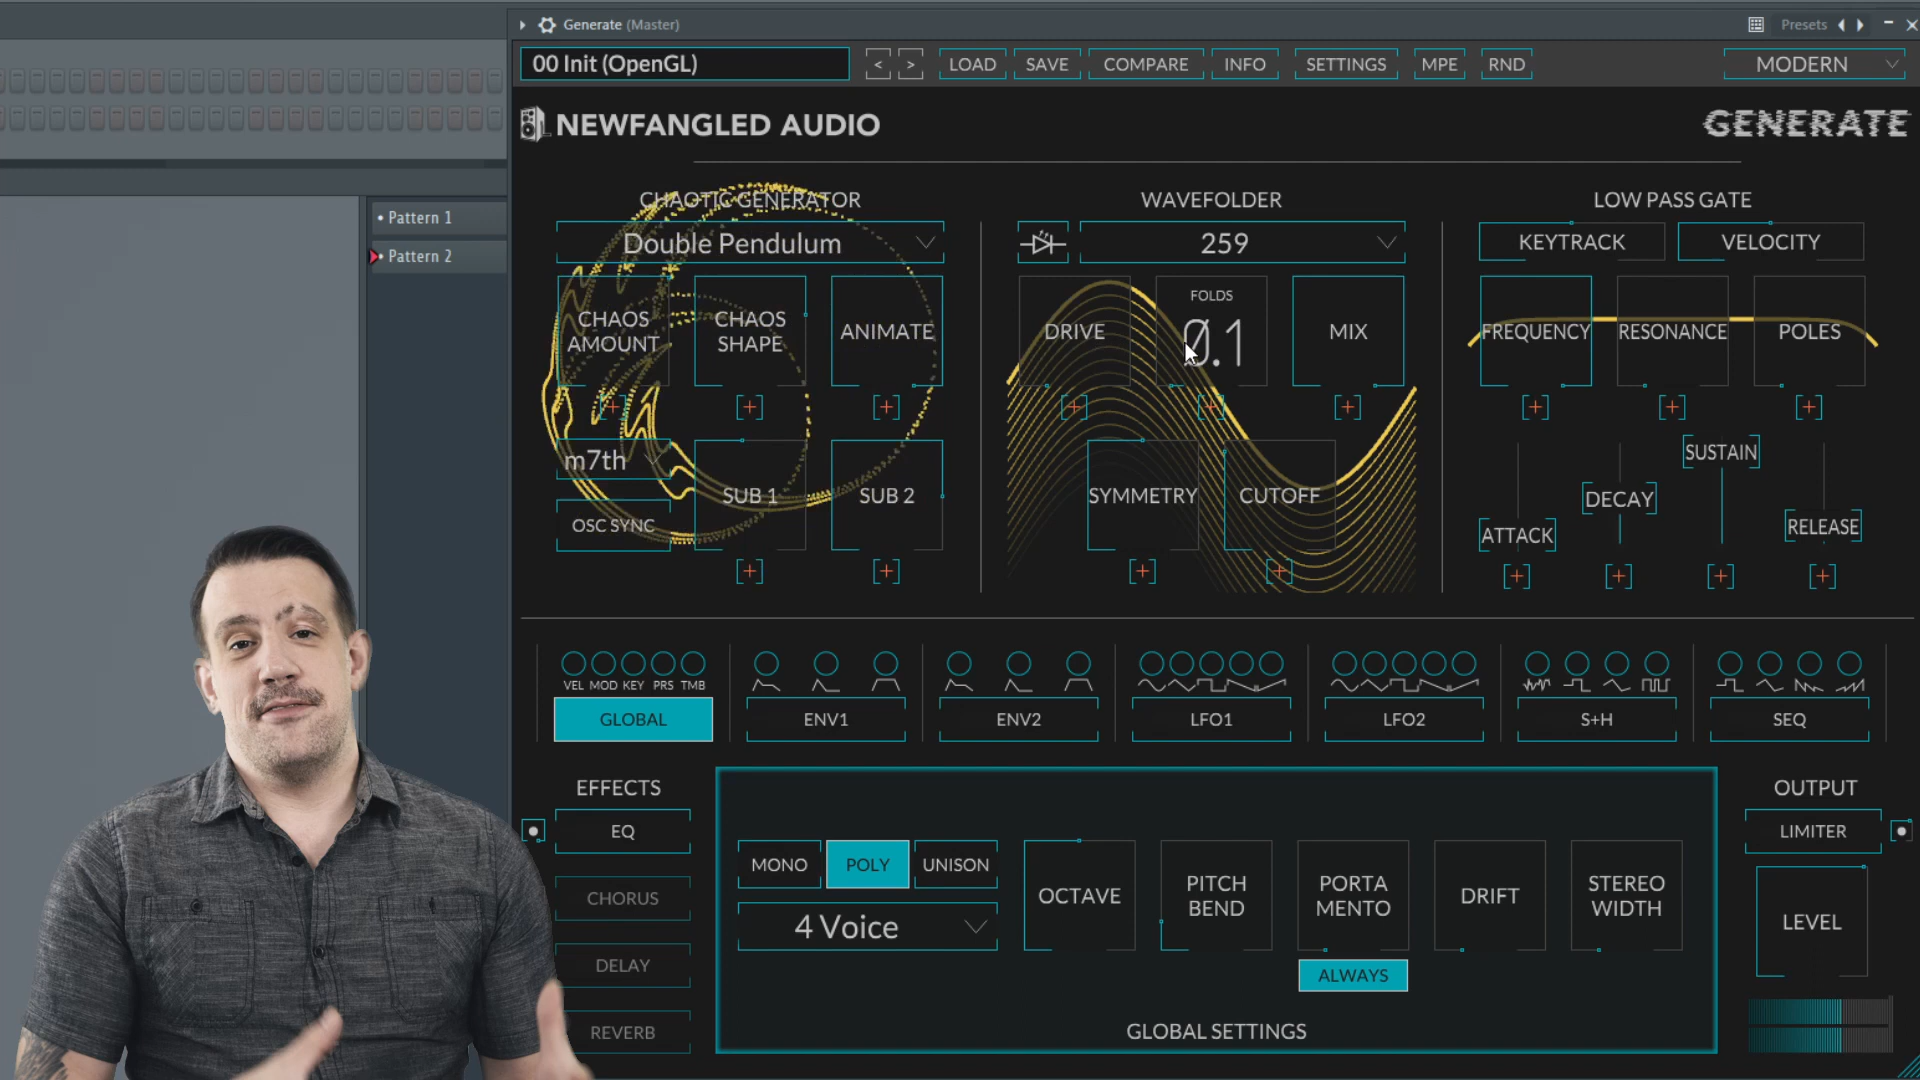 Generate (Master)
Presets
00 Init (OpenGL)
<
>
LOAD
SAVE
COMPARE
INFO
SETTINGS
MPE
RND
MODERN
NEWFANGLED AUDIO
GENERATE
• Pattern 1
• Pattern 2
CHAOTIC GENERATOR
Double Pendulum
CHAOS
AMOUNT
CHAOS
SHAPE
ANIMATE
m7th
OSC SYNC
SUB 1
SUB 2
WAVEFOLDER
259
DRIVE
FOLDS
0.1
MIX
SYMMETRY
CUTOFF
LOW PASS GATE
KEYTRACK
VELOCITY
FREQUENCY
RESONANCE
POLES
ATTACK
DECAY
SUSTAIN
RELEASE
VEL MOD KEY PRS TMB
GLOBAL
ENV1
ENV2
LFO1
LFO2
S+H
SEQ
EFFECTS
EQ
CHORUS
DELAY
REVERB
MONO
POLY
UNISON
4 Voice
OCTAVE
PITCH
BEND
PORTA
MENTO
ALWAYS
DRIFT
STEREO
WIDTH
GLOBAL SETTINGS
OUTPUT
LIMITER
LEVEL